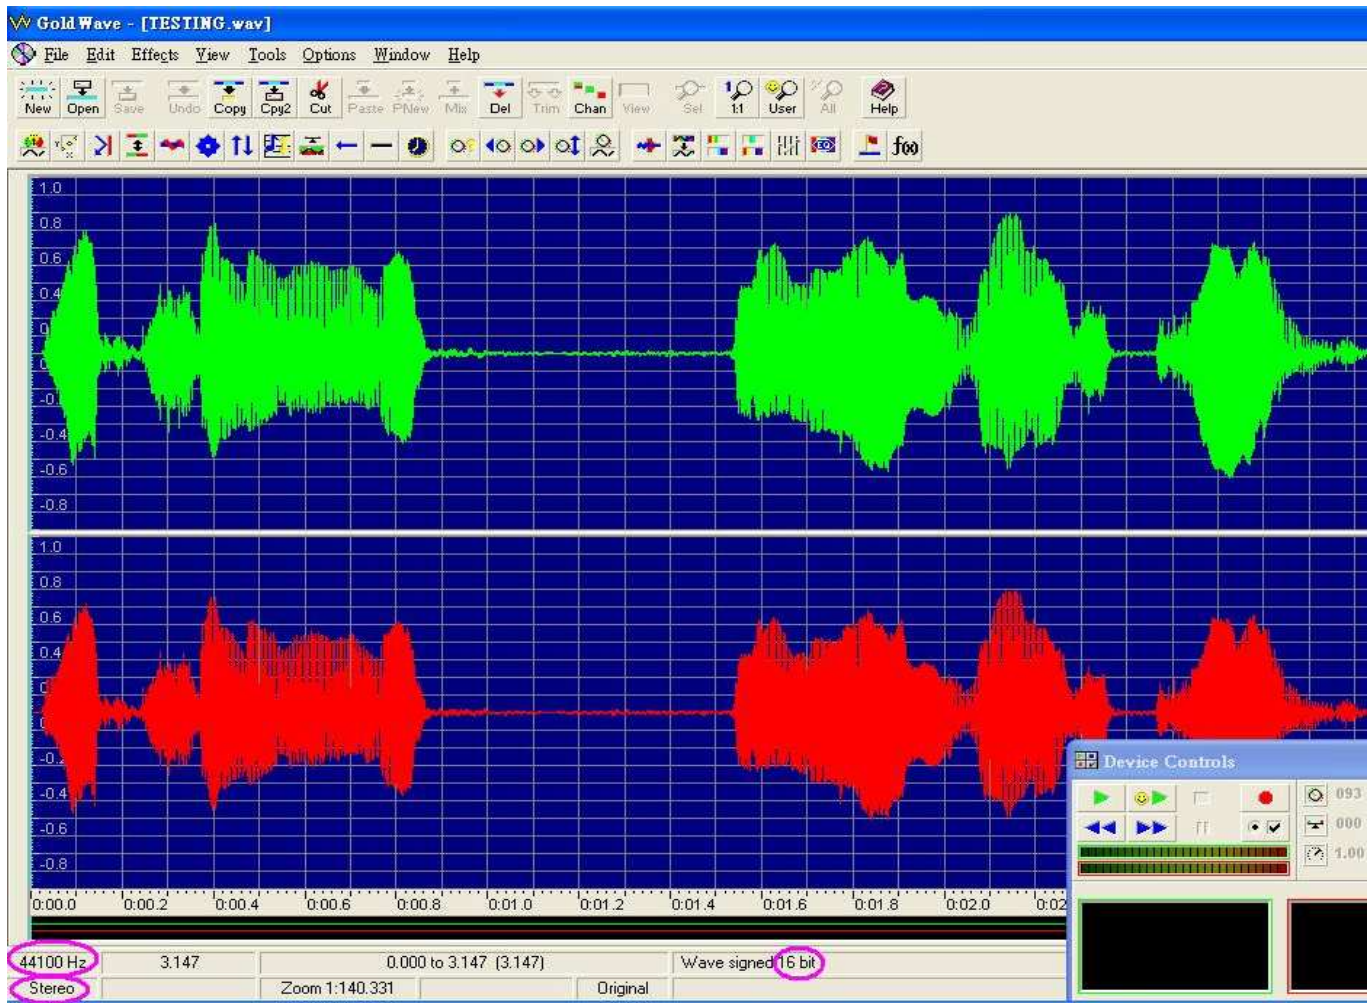 GoldWave - [TESTING.wav]
File Edit Effects View Tools Options Window Help
New Open Save Undo Copy Cpy2 Cut Paste PNew Mix Del Trim Chan View Sel 1:1 User All Help
f(x)
1.0
0.8
0.6
0.4
-0.4
-0.6
-0.8
1.0
0.8
0.6
0.4
-0.4
-0.6
-0.8
Device Controls
093
000
1.00
0:00.0 0:00.2 0:00.4 0:00.6 0:00.8 0:01.0 0:01.2 0:01.4 0:01.6 0:01.8 0:02.0 0:02
44100 Hz 3.147 0.000 to 3.147 (3.147) Wave signed 16 bit
Stereo Zoom 1:140.331 Original